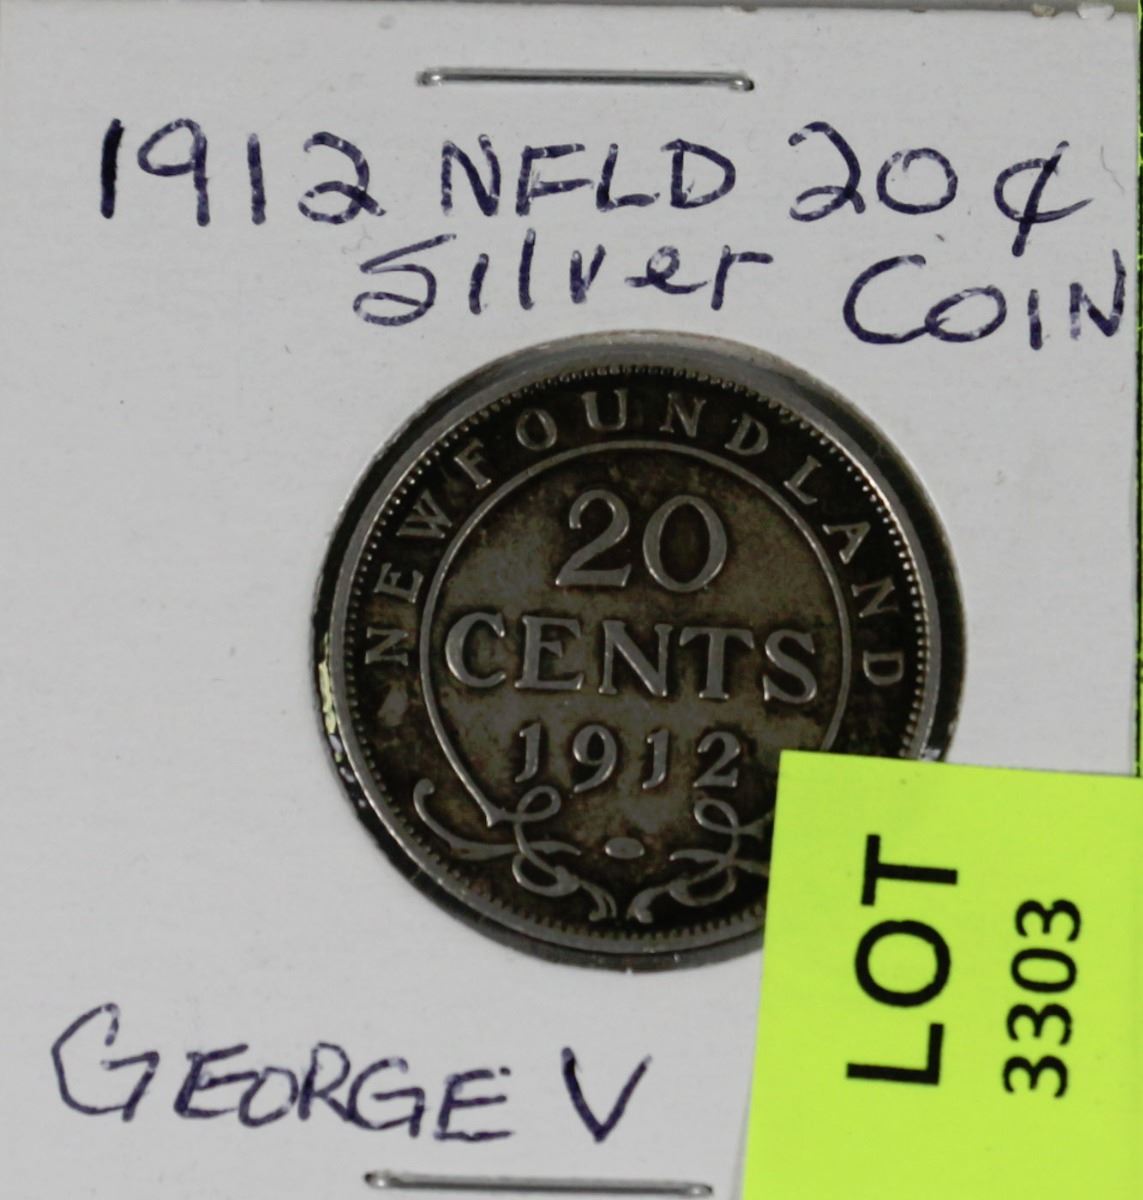 1912 NFLD 20¢
Silver COIN
NEWFOUNDLAND
20
CENTS
1912
LOT
3303
GEORGE V